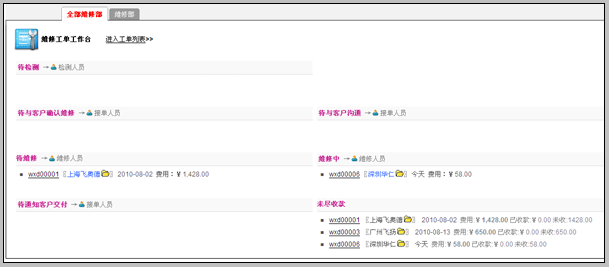 全部维修部 维修部
维修工单工作台 进入工单列表>>
待检测 →检测人员
待与客户确认维修 →接单人员
待与客户沟通 →接单人员
待维修 →维修人员
wxd00001 〖上海飞奥德〗 2010-08-02 费用：￥1,428.00
维修中 →维修人员
wxd00006 〖深圳华仁〗 今天 费用:￥58.00
待通知客户交付 →接单人员
未尽收款
wxd00001 〖上海飞奥德〗 2010-08-02 费用:￥1,428.00 已收款:￥0.00 未收:1428.00
wxd00003 〖广州飞扬〗 2010-08-13 费用:￥650.00 已收款:￥0.00 未收:650.00
wxd00006 〖深圳华仁〗 今天 费用:￥58.00 已收款:￥0.00 未收:58.00